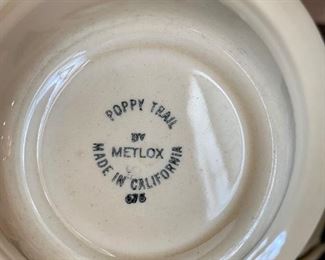 POPPY TRAIL
BY
METLOX
MADE IN CALIFORNIA
675